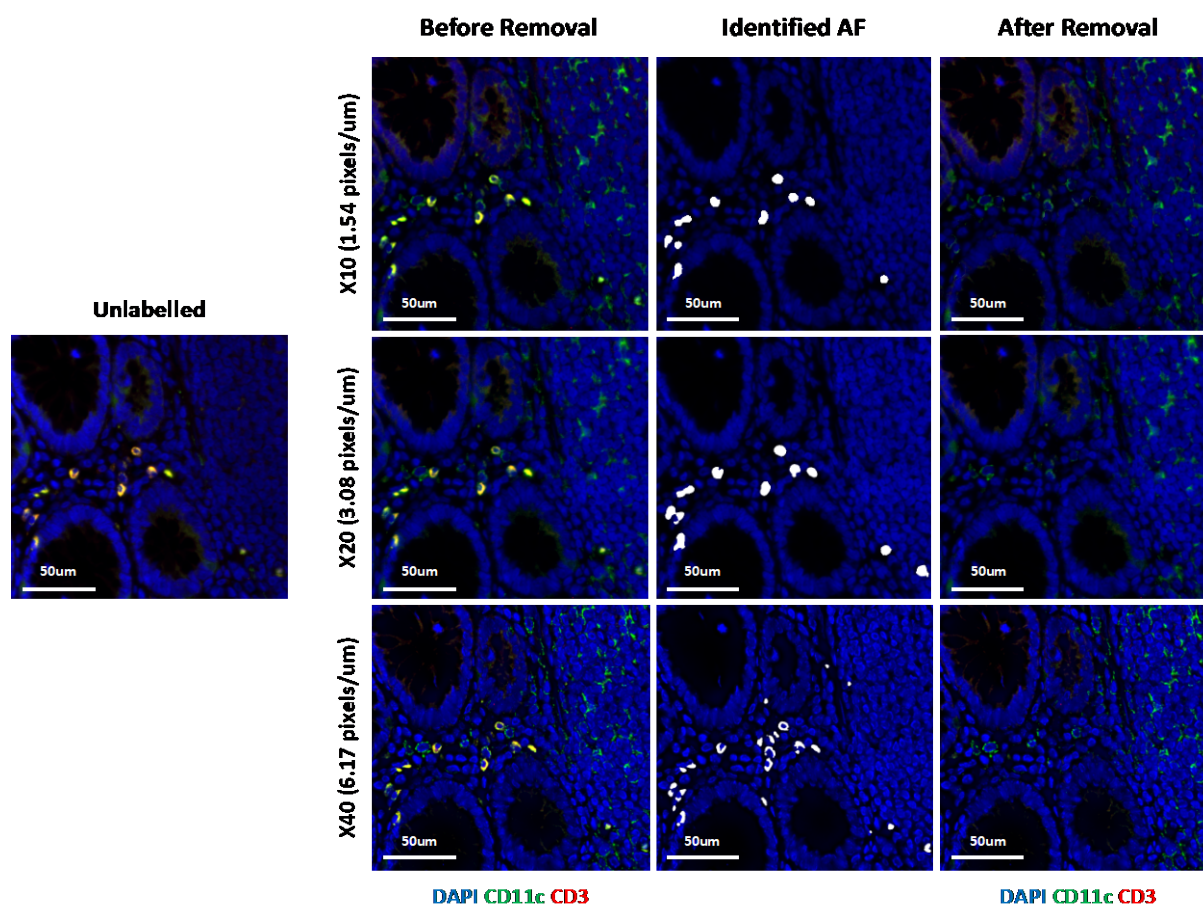 Before Removal
Identified AF
After Removal
X10 (1.54 pixels/um)
50um
50um
50um
Unlabelled
50um
X20 (3.08 pixels/um)
50um
50um
50um
X40 (6.17 pixels/um)
50um
50um
50um
DAPI CD11c CD3
DAPI CD11c CD3